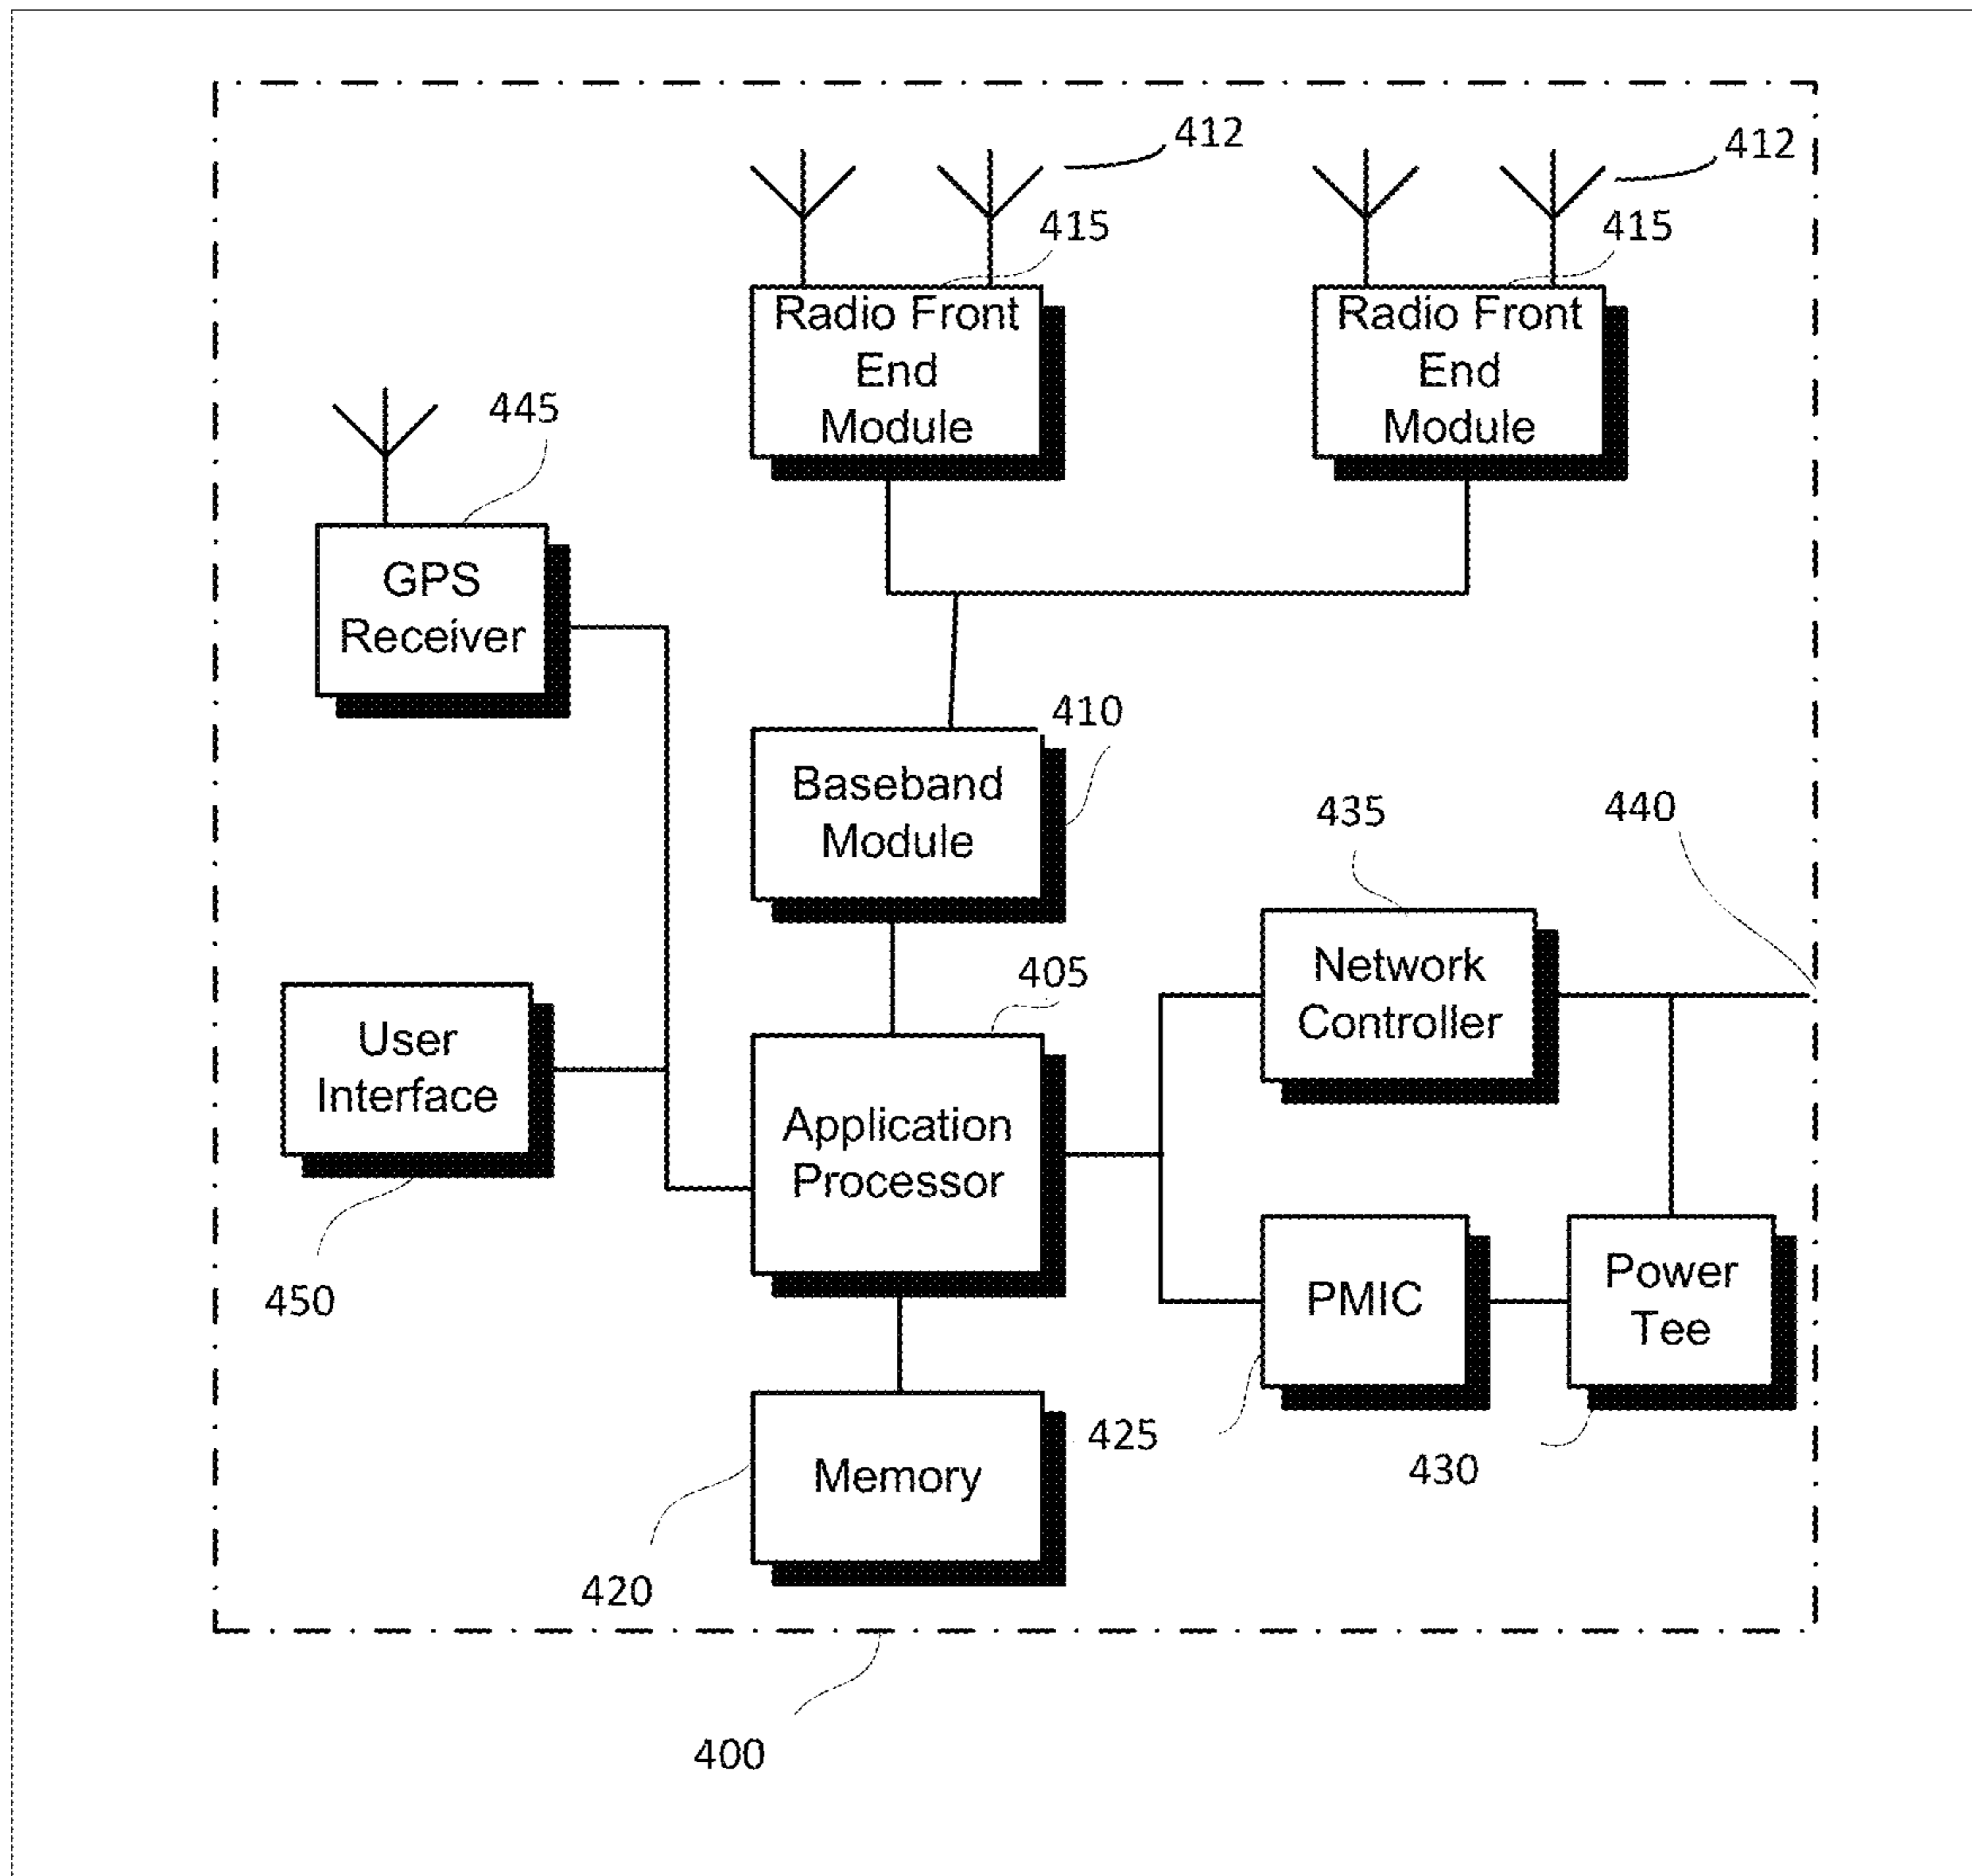 412
412
415
415
Radio Front
End
Module
Radio Front
End
Module
445
GPS
Receiver
410
Baseband
Module
435
440
Network
Controller
405
User
Interface
Application
Processor
450
PMIC
Power
Tee
425
430
Memory
420
400